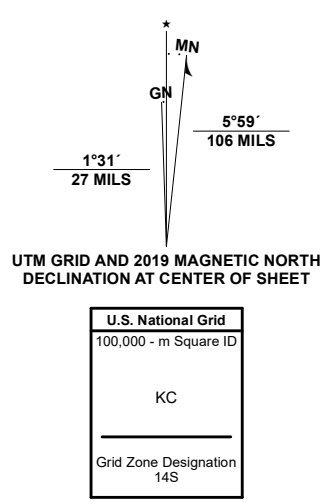 ★
MN
GN
5°59´
106 MILS
1°31´
27 MILS
UTM GRID AND 2019 MAGNETIC NORTH
DECLINATION AT CENTER OF SHEET
U.S. National Grid
100,000 - m Square ID
KC
Grid Zone Designation
14S